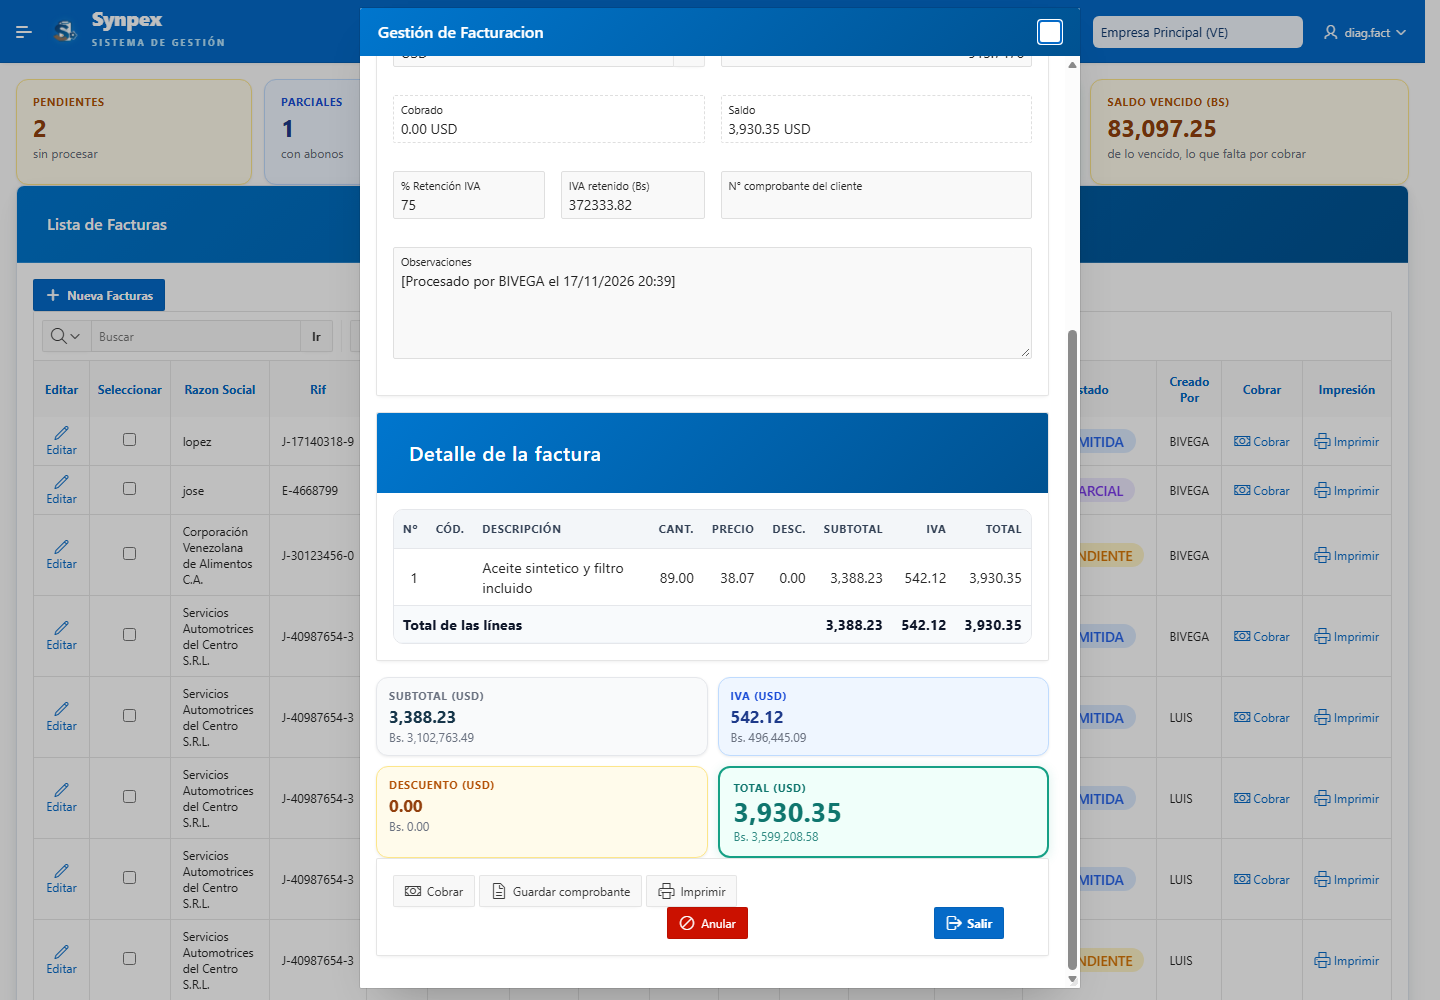 Synpex
SISTEMA DE GESTIÓN
Gestión de Facturacion
Empresa Principal (VE)
diag.fact
PENDIENTES
2
sin procesar
PARCIALES
1
con abonos
SALDO VENCIDO (BS)
83,097.25
de lo vencido, lo que falta por cobrar
Lista de Facturas
Nueva Facturas
Buscar
Ir
Editar Seleccionar Razon Social Rif
Creado Por Cobrar Impresión
Editar lopez J-17140318-9 BIVEGA Cobrar Imprimir
Editar jose E-4668799 BIVEGA Cobrar Imprimir
Editar Corporación Venezolana de Alimentos C.A. J-30123456-0 BIVEGA Imprimir
Editar Servicios Automotrices del Centro S.R.L. J-40987654-3 BIVEGA Cobrar Imprimir
Editar Servicios Automotrices del Centro S.R.L. J-40987654-3 LUIS Cobrar Imprimir
Editar Servicios Automotrices del Centro S.R.L. J-40987654-3 LUIS Cobrar Imprimir
Editar Servicios Automotrices del Centro S.R.L. J-40987654-3 LUIS Cobrar Imprimir
Editar Servicios Automotrices del Centro S.R.L. J-40987654-3 LUIS Imprimir
Cobrado
0.00 USD
Saldo
3,930.35 USD
% Retención IVA
75
IVA retenido (Bs)
372333.82
N° comprobante del cliente
Observaciones
[Procesado por BIVEGA el 17/11/2026 20:39]
Detalle de la factura
N° CÓD. DESCRIPCIÓN CANT. PRECIO DESC. SUBTOTAL IVA TOTAL
1 Aceite sintetico y filtro incluido 89.00 38.07 0.00 3,388.23 542.12 3,930.35
Total de las líneas 3,388.23 542.12 3,930.35
SUBTOTAL (USD)
3,388.23
Bs. 3,102,763.49
IVA (USD)
542.12
Bs. 496,445.09
DESCUENTO (USD)
0.00
Bs. 0.00
TOTAL (USD)
3,930.35
Bs. 3,599,208.58
Cobrar Guardar comprobante Imprimir
Anular
Salir